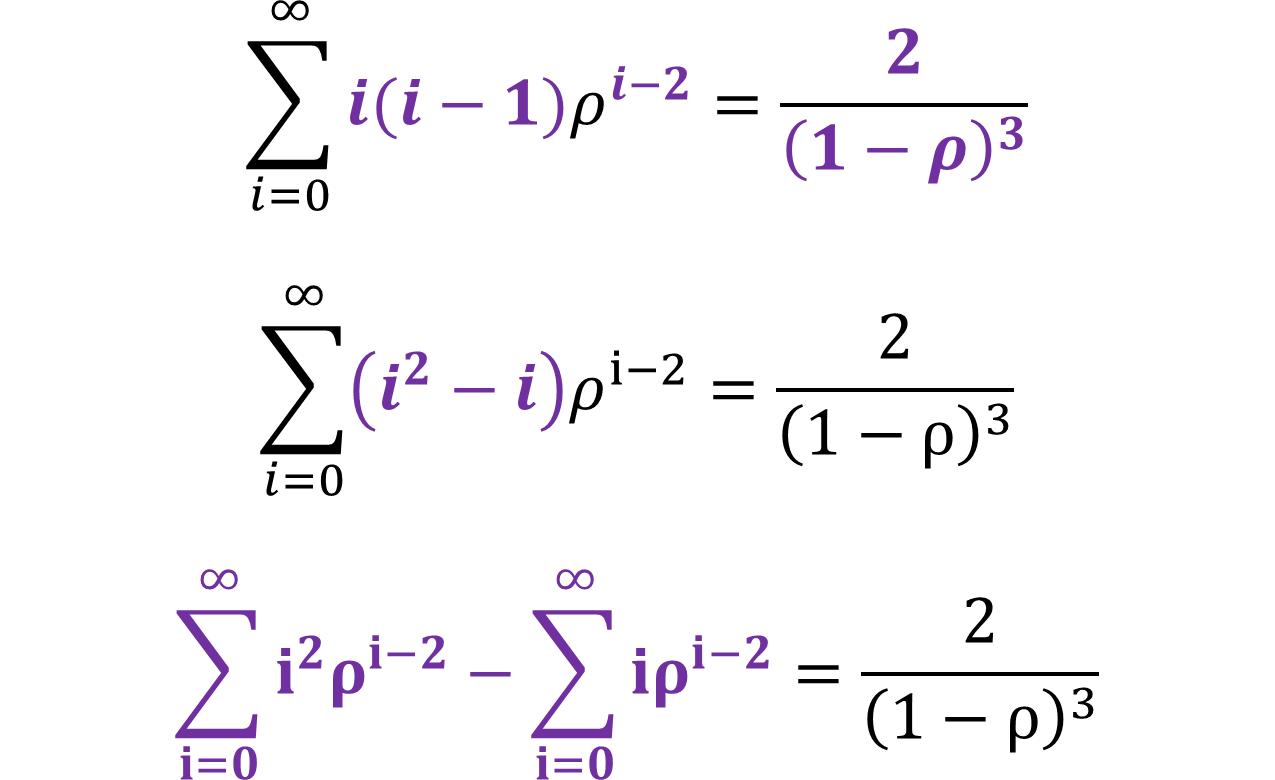 ∑_{i=0}^{∞} i(i − 1)ρ^{i−2} = 2/(1 − ρ)^3
∑_{i=0}^{∞} (i^2 − i)ρ^{i−2} = 2/(1 − ρ)^3
∑_{i=0}^{∞} i^2ρ^{i−2} − ∑_{i=0}^{∞} iρ^{i−2} = 2/(1 − ρ)^3